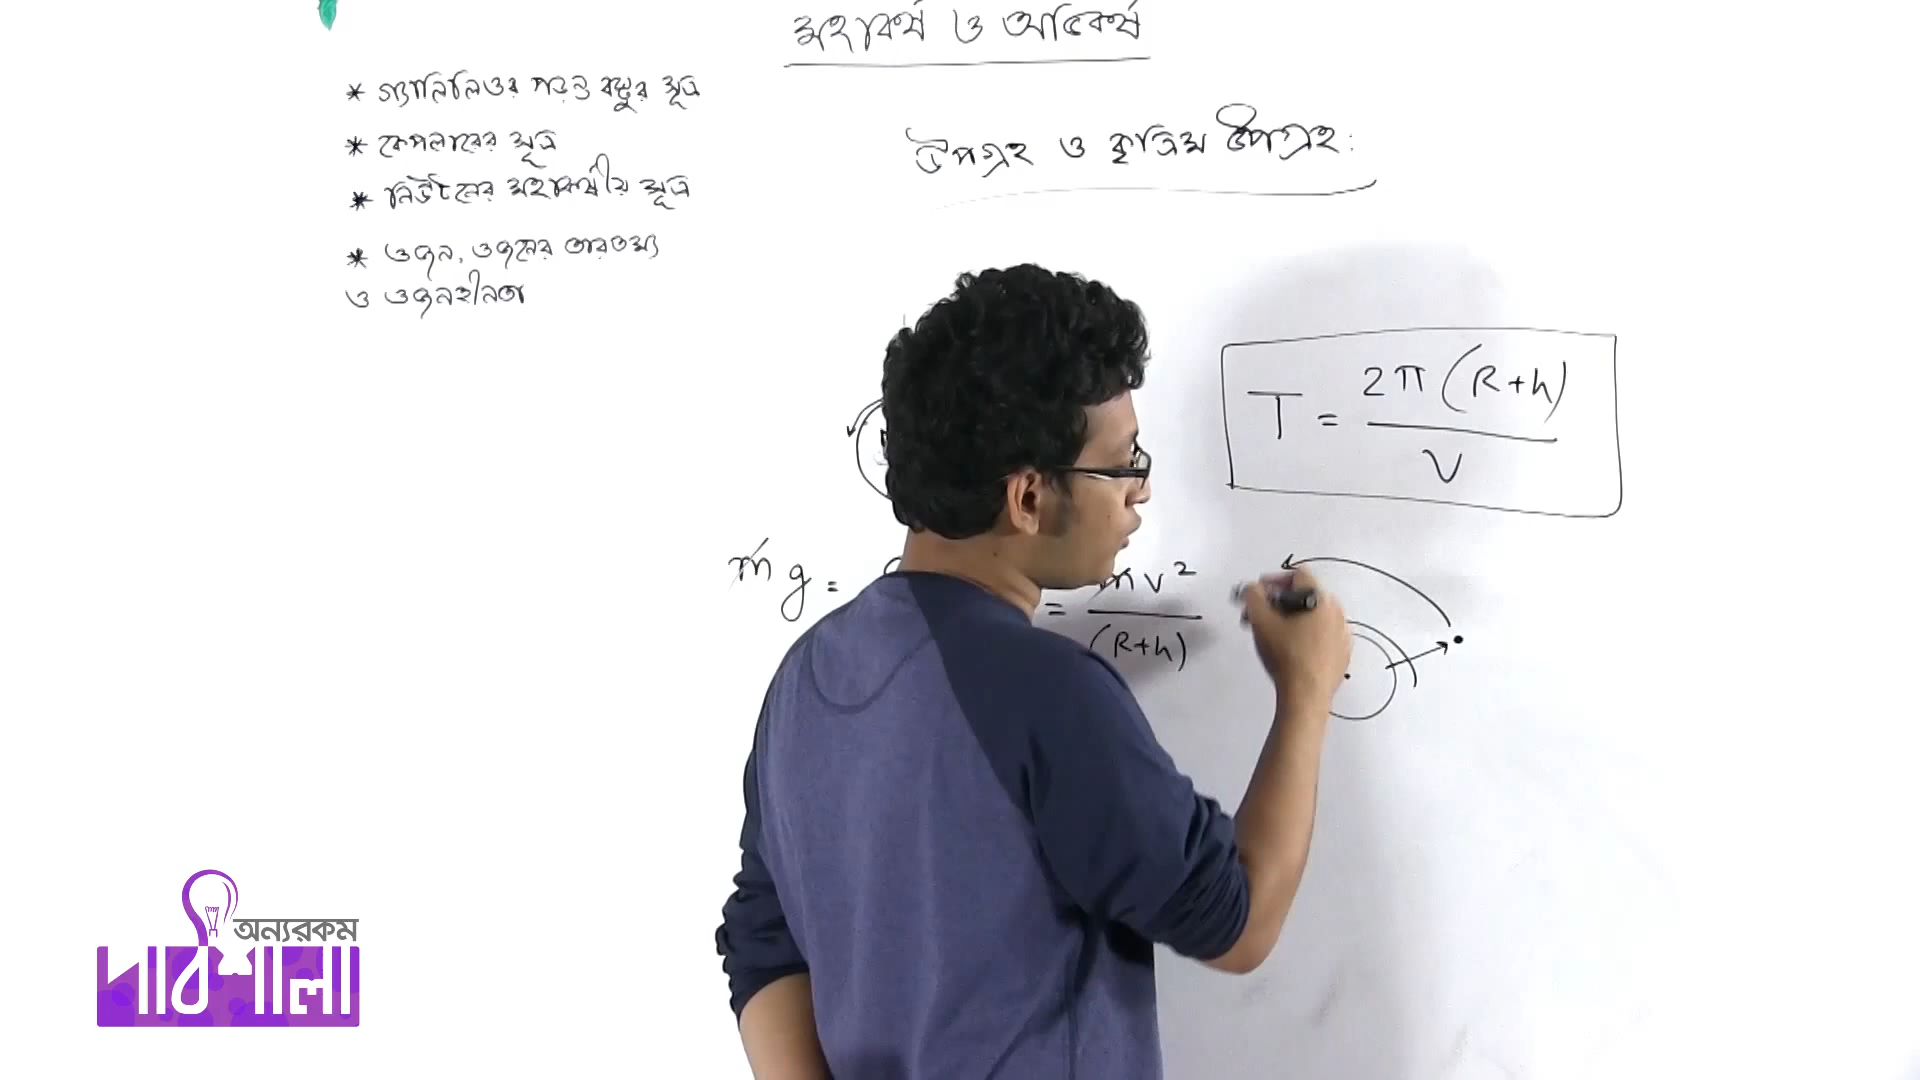 মহাকর্ষ ও অভিকর্ষ
* গ্যালিলিওর পড়ন্ত বস্তুর সূত্র
* কেপলারের সূত্র
* নিউটনের মহাকর্ষীয় সূত্র
* ওজন, ওজনের তারতম্য
ও ওজনহীনতা
উপগ্রহ ও কৃত্রিম উপগ্রহ:
T = 2π (R+h) / V
mg =
= mv² / (R+h)
অন্যরকম
পাঠশালা